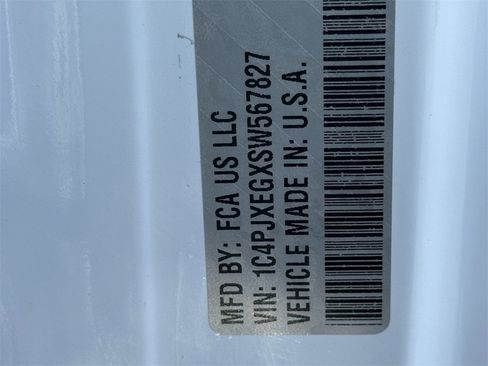 MFD BY: FCA US LLC
VIN: 1C4PJXEGXSW567827
VEHICLE MADE IN: U.S.A.